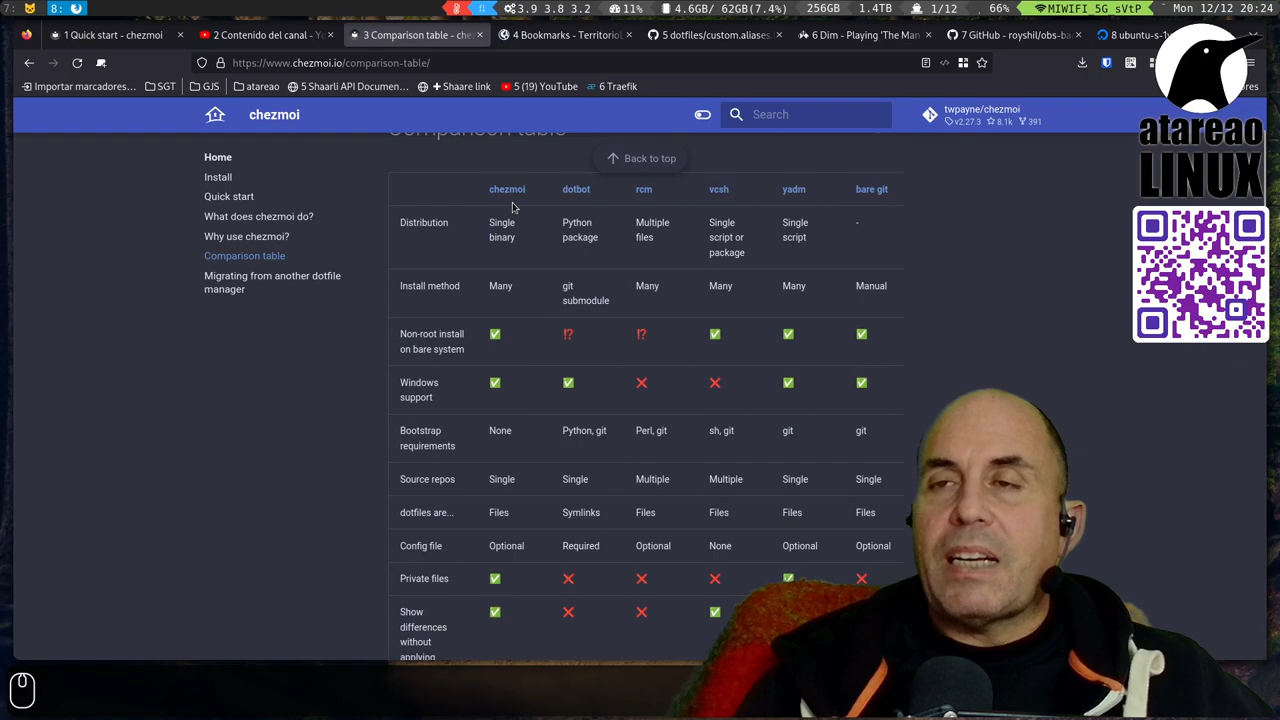 7:
8:
3.9 3.8 3.2
11%
4.6GB/ 62GB(7.4%)
256GB
1.4TB
1/12
66%
MIWIFI 5G sVtP
Mon 12/12 20:24
1 Quick start - chezmoi
2 Contenido del canal - Yo
3 Comparison table - chez
4 Bookmarks - TerritorioL
5 dotfiles/custom.aliases.
6 Dim - Playing 'The Man
7 GitHub - royshil/obs-ba
8 ubuntu-s-1v
https://www.chezmoi.io/comparison-table/
Importar marcadores...
SGT
GJS
atareao
5 Shaarli API Documen...
+ Shaare link
5 (19) YouTube
6 Traefik
ores
chezmoi
Search
twpayne/chezmoi
v2.27.3
8.1k
391
Comparison table
Back to top
Home
Install
Quick start
What does chezmoi do?
Why use chezmoi?
Comparison table
Migrating from another dotfile
manager
chezmoi dotbot rcm vcsh yadm bare git
Distribution Single binary Python package Multiple files Single script or package Single script -
Install method Many git submodule Many Many Many Manual
Non-root install on bare system ✅ ⁉️ ⁉️ ✅ ✅ ✅
Windows support ✅ ✅ ❌ ❌ ✅ ✅
Bootstrap requirements None Python, git Perl, git sh, git git git
Source repos Single Single Multiple Multiple Single Single
dotfiles are... Files Symlinks Files Files Files Files
Config file Optional Required Optional None Optional Optional
Private files ✅ ❌ ❌ ❌ ✅ ❌
Show differences without applying ✅ ❌ ❌ ✅
atareao
LINUX